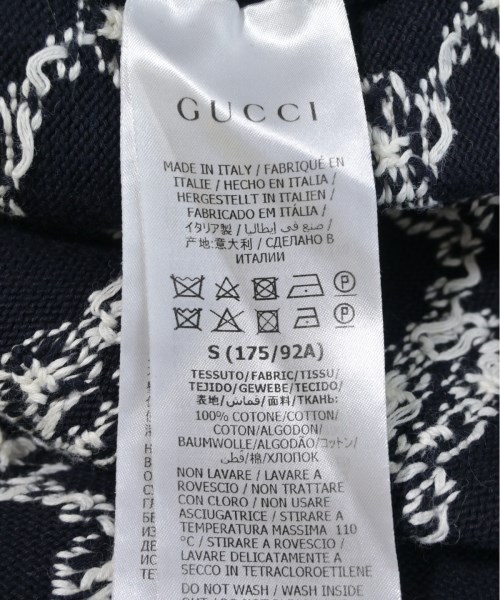 GUCCI
MADE IN ITALY / FABRIQUÉ EN
ITALIE / HECHO EN ITALIA /
HERGESTELLT IN ITALIEN /
FABRICADO EM ITÁLIA /
イタリア製 / صنع في إيطاليا /
产地:意大利 / СДЕЛАНО В
ИТАЛИИ
P
P
S (175/92A)
TESSUTO/FABRIC/TISSU/
TEJIDO/GEWEBE/TECIDO/
表地/قماش/面料/ТКАНЬ:
100% COTONE/COTTON/
COTON/ALGODON/
BAUMWOLLE/ALGODÃO/コットン/
قطن/棉/ХЛОПОК
NON LAVARE / LAVARE A
ROVESCIO / NON TRATTARE
CON CLORO / NON USARE
ASCIUGATRICE / STIRARE A
TEMPERATURA MASSIMA 110
°C / STIRARE A ROVESCIO /
LAVARE DELICATAMENTE A
SECCO IN TETRACLOROETILENE
DO NOT WASH / WASH INSIDE